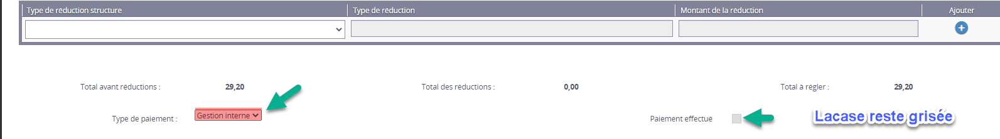 Type de réduction structure Type de réduction Montant de la réduction Ajouter
Total avant réductions : 29,20 Total des réductions : 0,00 Total à régler : 29,20
Type de paiement : Gestion interne Paiement effectué Lacase reste grisée